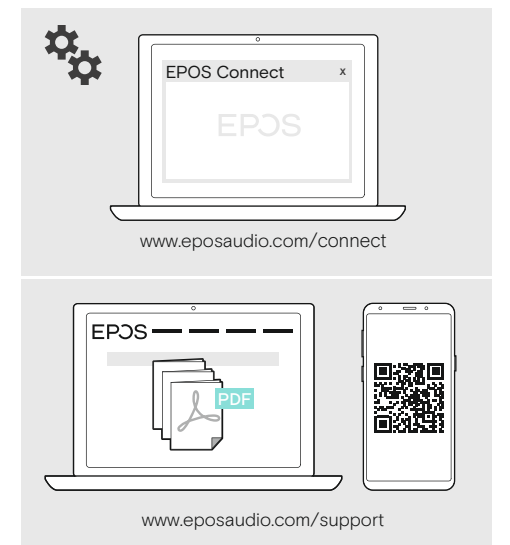 EPOS Connect x
EPOS
www.eposaudio.com/connect
EPOS
PDF
www.eposaudio.com/support